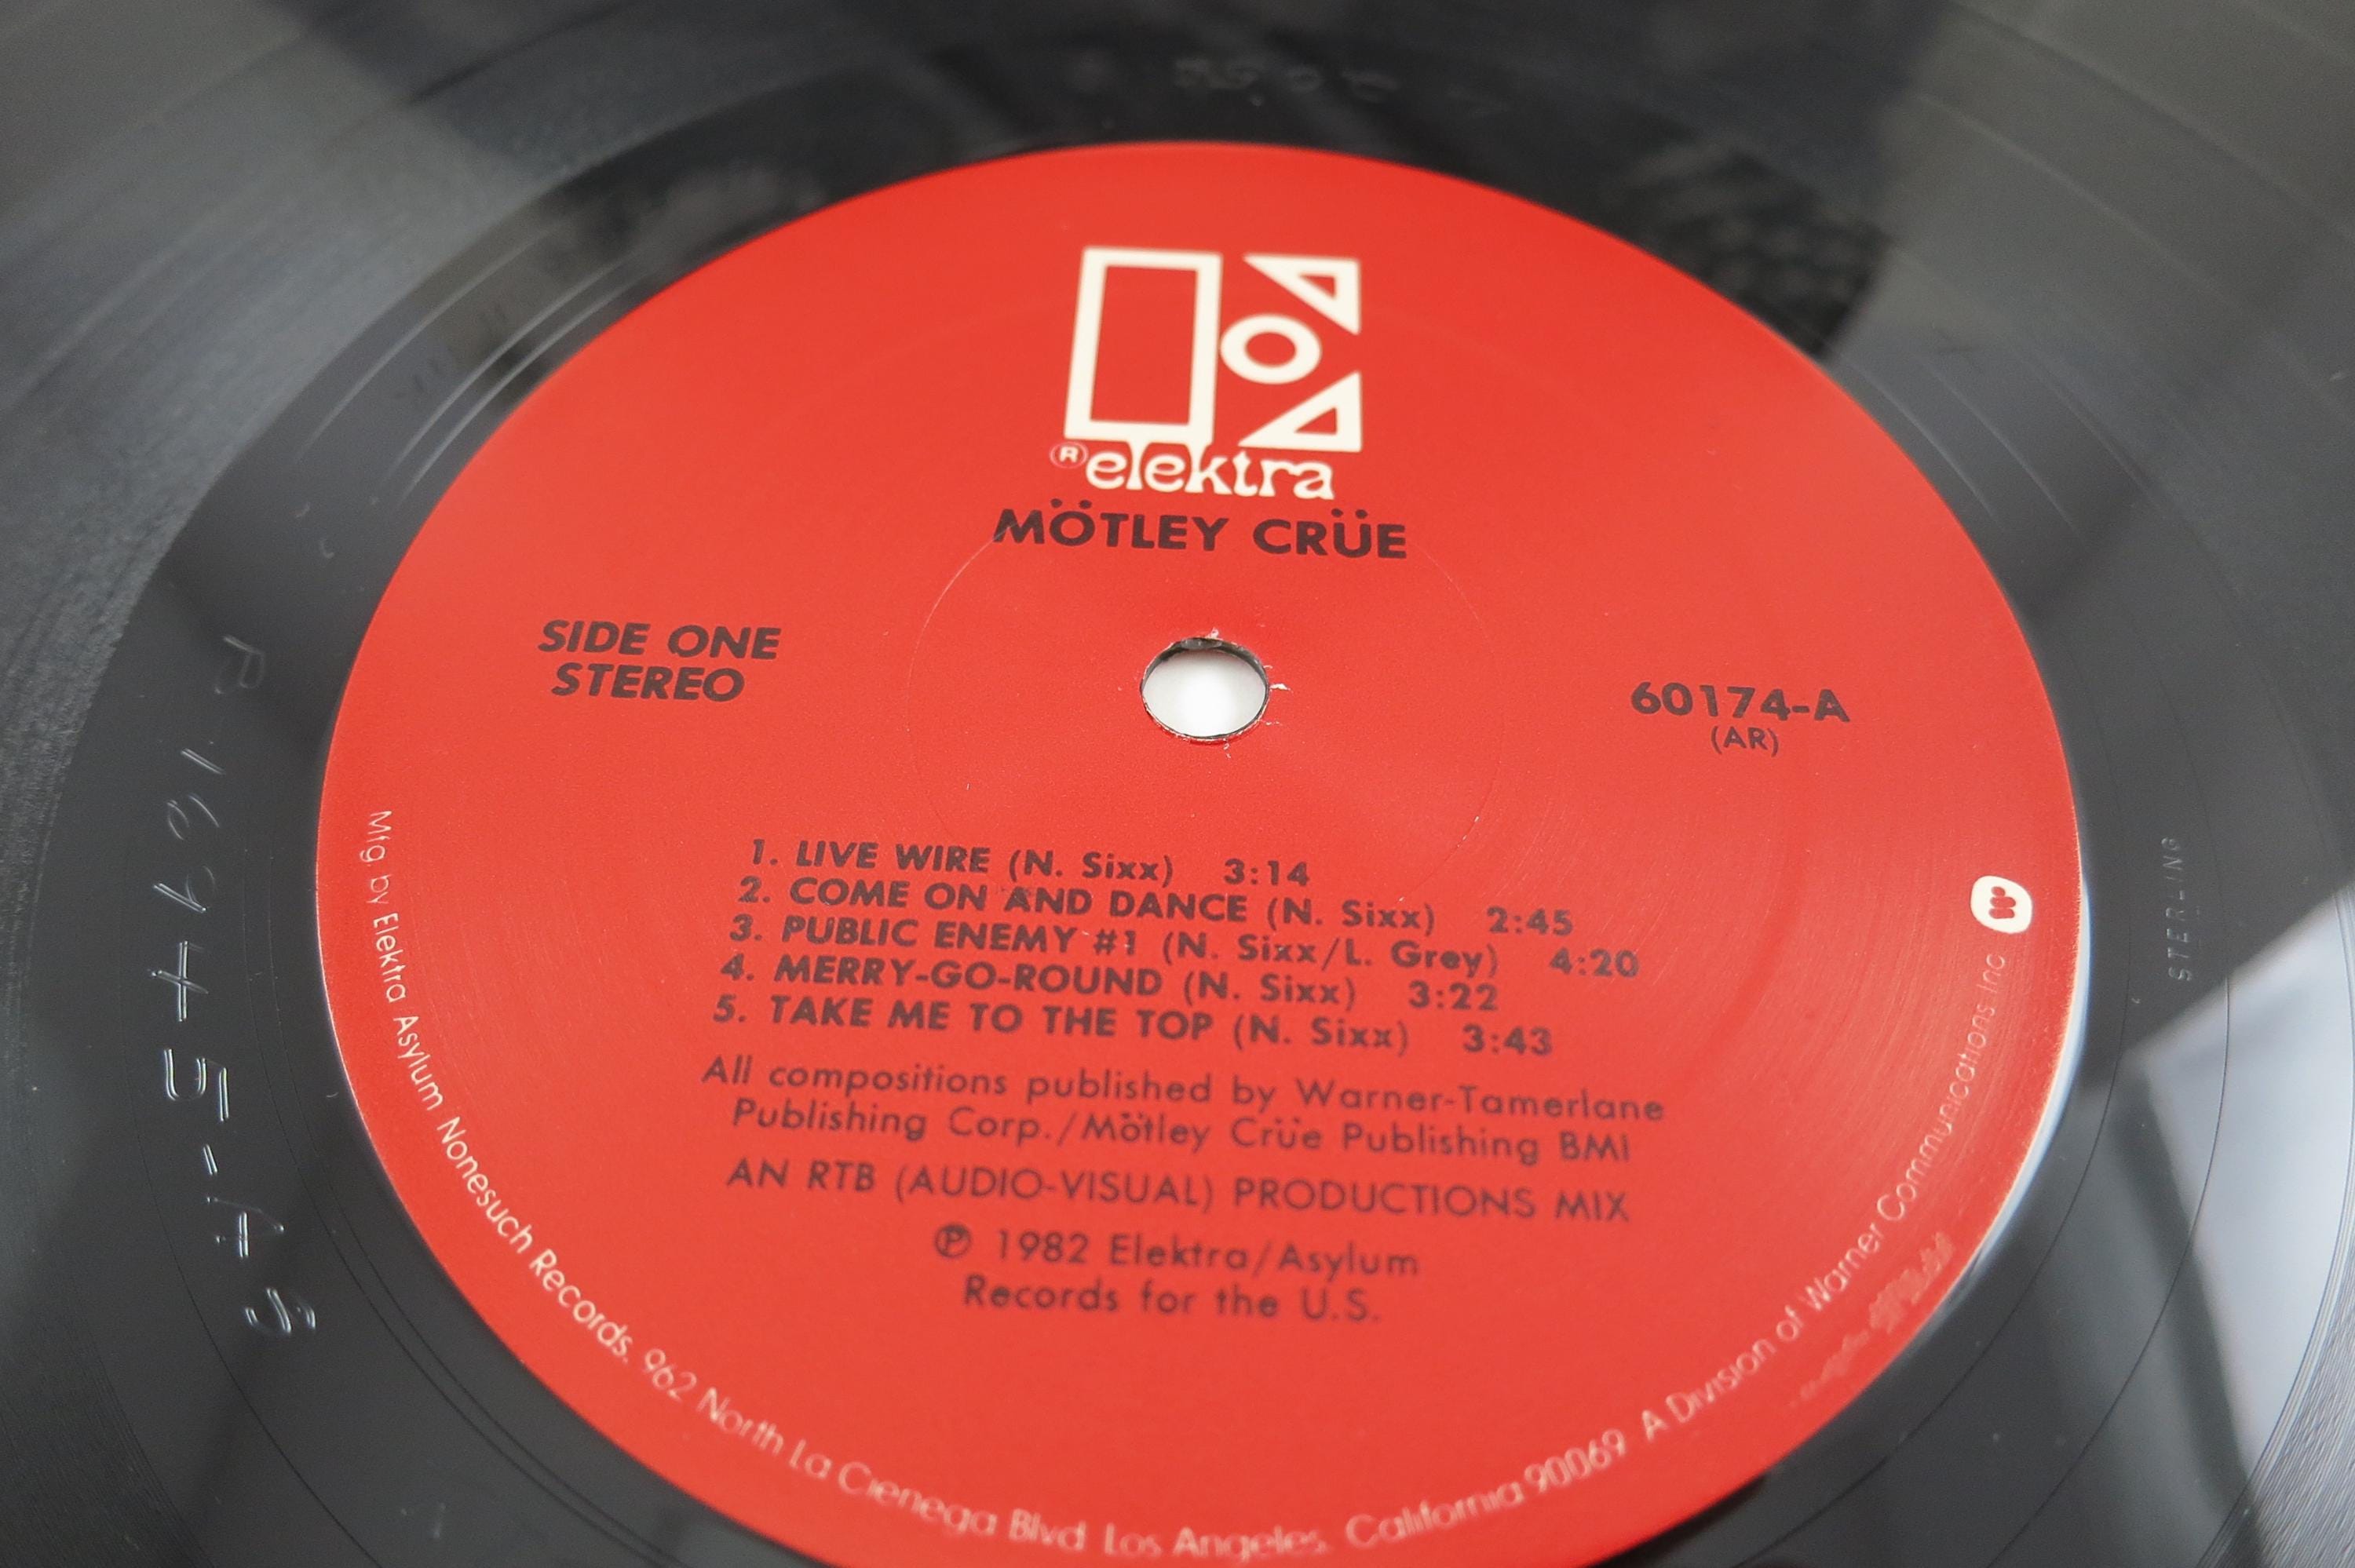 ® elektra
MÖTLEY CRÜE
SIDE ONE
STEREO
60174-A
(AR)
1. LIVE WIRE (N. Sixx) 3:14
2. COME ON AND DANCE (N. Sixx) 2:45
3. PUBLIC ENEMY #1 (N. Sixx/L. Grey) 4:20
4. MERRY-GO-ROUND (N. Sixx) 3:22
5. TAKE ME TO THE TOP (N. Sixx) 3:43
All compositions published by Warner-Tamerlane
Publishing Corp./Mötley Crüe Publishing BMI
AN RTB (AUDIO-VISUAL) PRODUCTIONS MIX
℗ 1982 Elektra/Asylum
Records for the U.S.
Mfg by Elektra Asylum Nonesuch Records. 962 North La Cienega Blvd Los Angeles. California 90069 A Division of Warner Communications Inc
STERLING